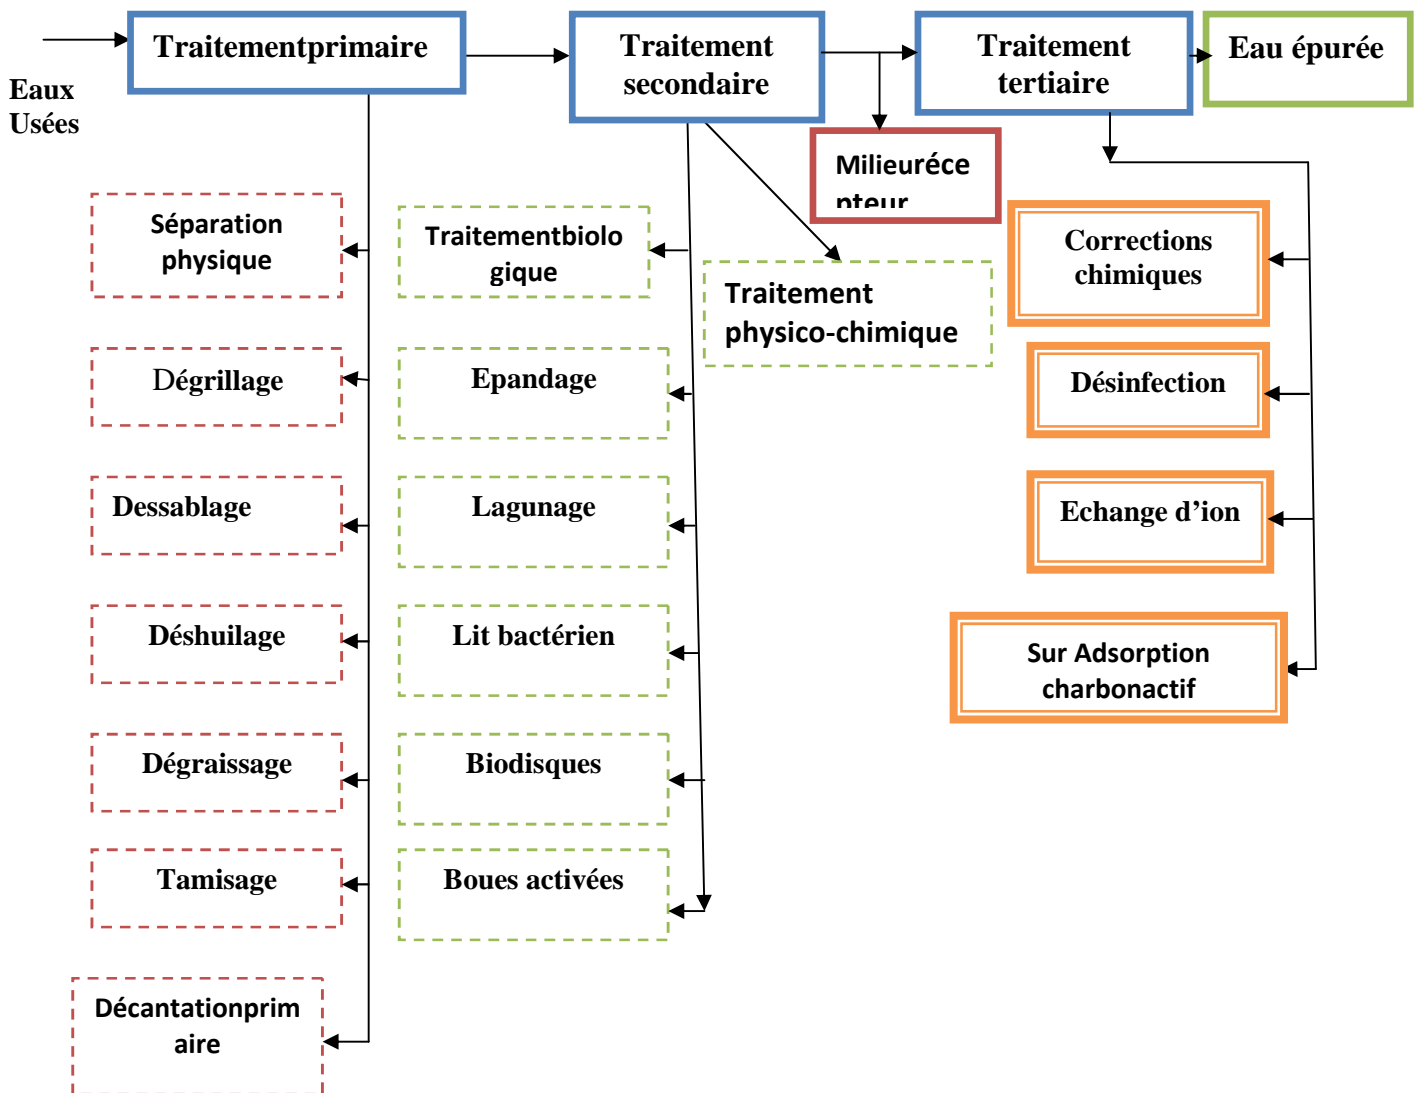 Traitementprimaire
Traitement
secondaire
Traitement
tertiaire
Eau épurée
Eaux
Usées
Milieuréce
pteur
Séparation
physique
Dégrillage
Dessablage
Déshuilage
Dégraissage
Tamisage
Décantationprim
aire
Traitementbiolo
gique
Epandage
Lagunage
Lit bactérien
Biodisques
Boues activées
Traitement
physico-chimique
Corrections
chimiques
Désinfection
Echange d’ion
Sur Adsorption
charbonactif